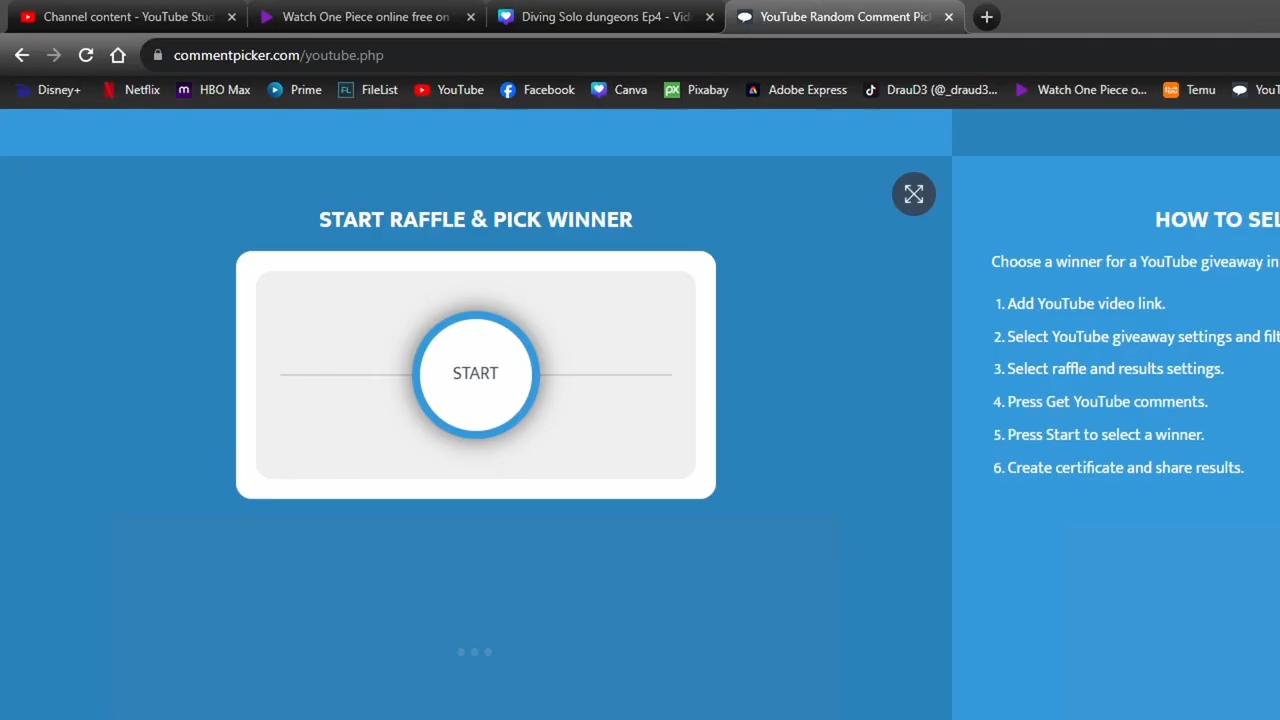 Channel content - YouTube Stud
Watch One Piece online free on
Diving Solo dungeons Ep4 - Vid
YouTube Random Comment Pic
commentpicker.com/youtube.php
Disney+
Netflix
HBO Max
Prime
FL
FileList
YouTube
Facebook
Canva
px
Pixabay
Adobe Express
DrauD3 (@_draud3...
Watch One Piece o...
Temu
YouT
START RAFFLE & PICK WINNER
START
HOW TO SEL
Choose a winner for a YouTube giveaway in
1. Add YouTube video link.
2. Select YouTube giveaway settings and filt
3. Select raffle and results settings.
4. Press Get YouTube comments.
5. Press Start to select a winner.
6. Create certificate and share results.